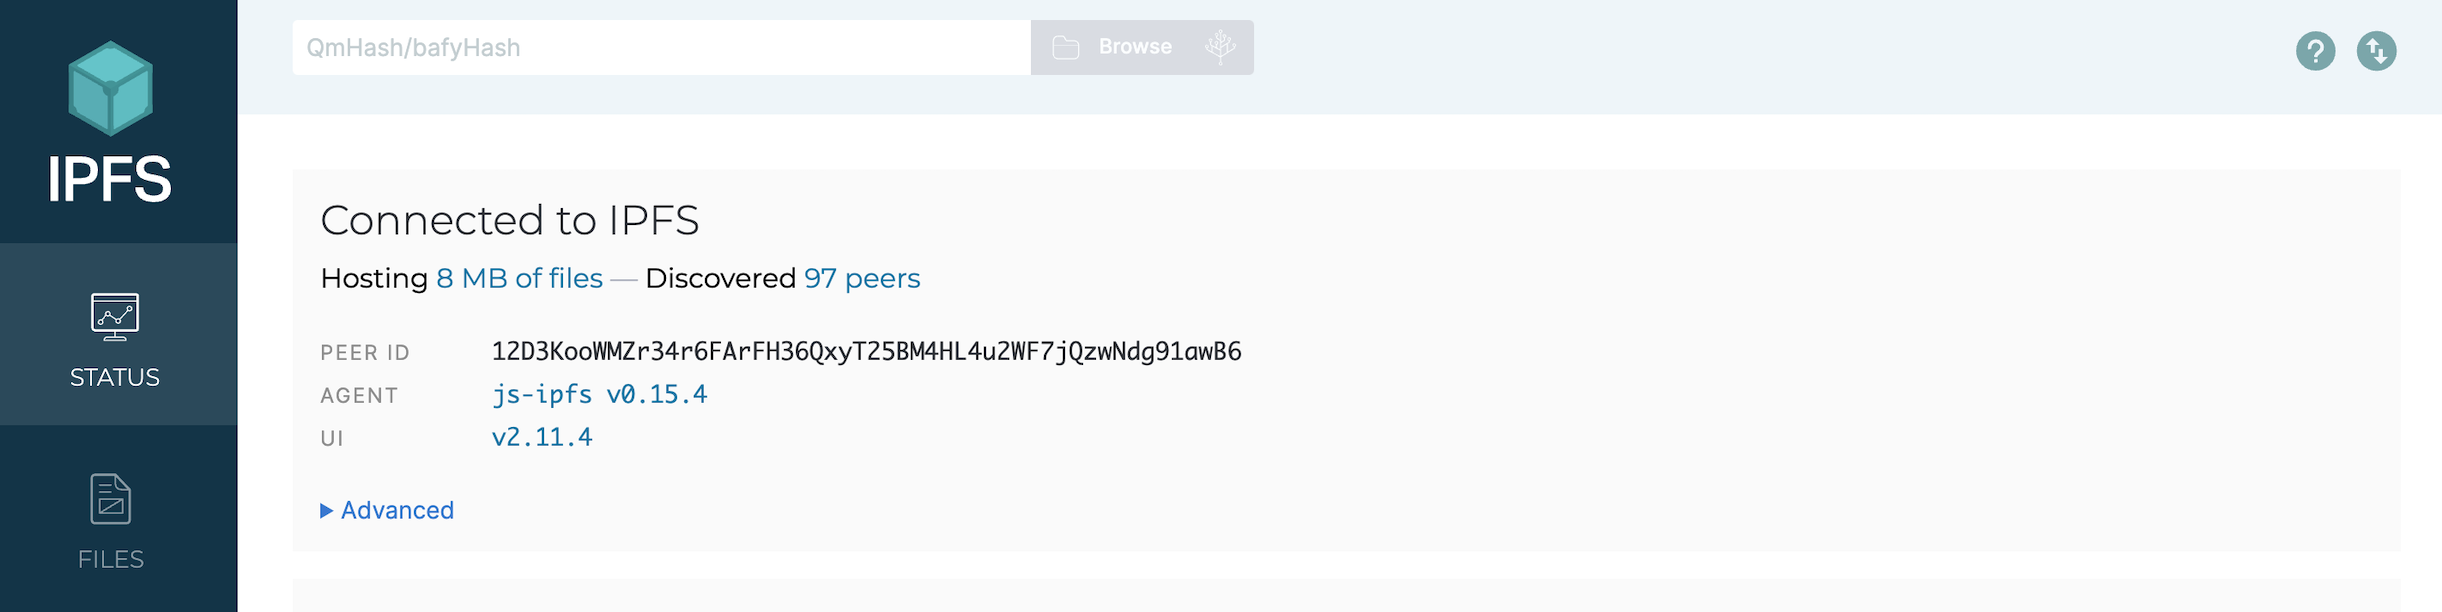 IPFS
STATUS
FILES
QmHash/bafyHash
Browse
?
Connected to IPFS
Hosting 8 MB of files — Discovered 97 peers
PEER ID 12D3KooWMZr34r6FArFH36QxyT25BM4HL4u2WF7jQzwNdg91awB6
AGENT js-ipfs v0.15.4
UI v2.11.4
Advanced